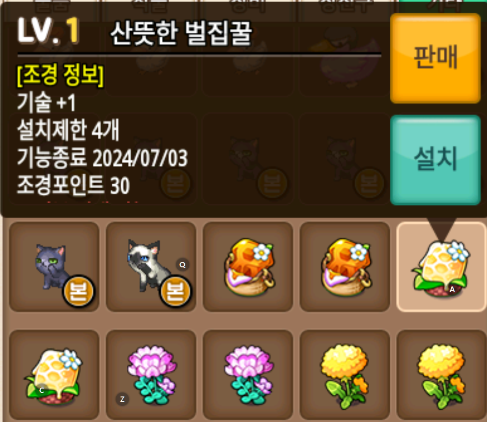 LV. 1 산뜻한 벌집꿀
[조경 정보]
기술 +1
설치제한 4개
기능종료 2024/07/03
조경포인트 30
판매
설치
본
본
Q
본
본
A
C
Z